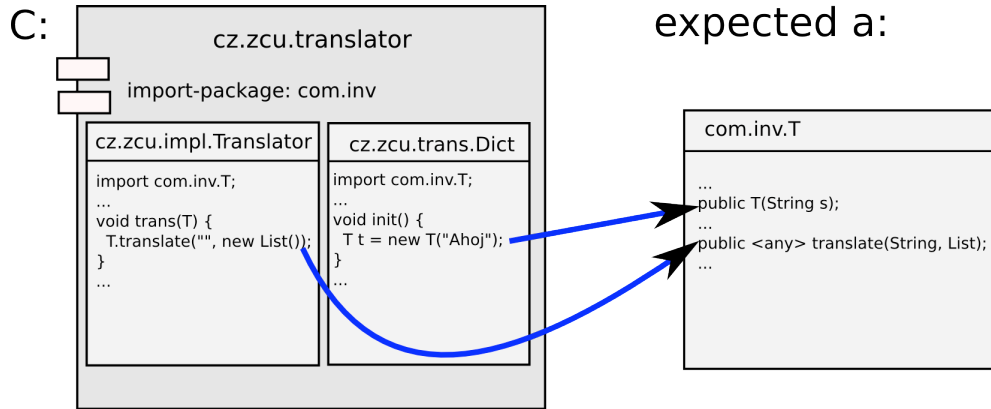 C:
cz.zcu.translator
import-package: com.inv
cz.zcu.impl.Translator
import com.inv.T;
...
void trans(T) {
T.translate("", new List());
}
...
cz.zcu.trans.Dict
import com.inv.T;
...
void init() {
T t = new T("Ahoj");
}
...
expected a:
com.inv.T
...
public T(String s);
...
public <any> translate(String, List);
...